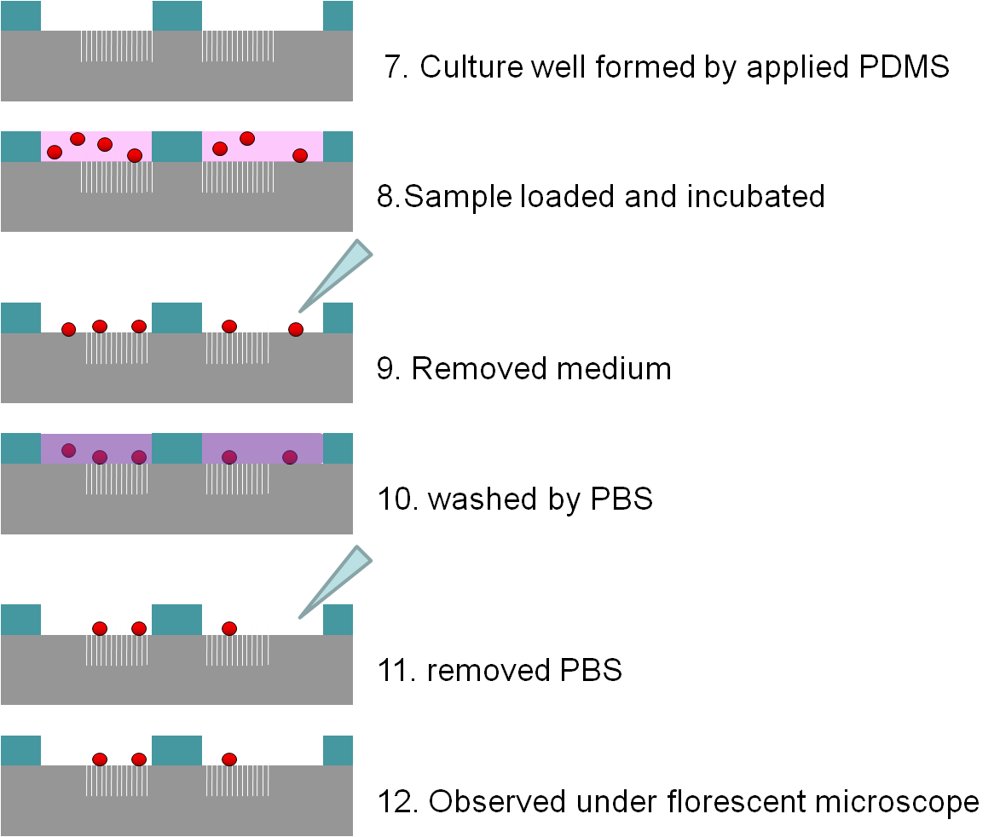 7. Culture well formed by applied PDMS
8.Sample loaded and incubated
9. Removed medium
10. washed by PBS
11. removed PBS
12. Observed under florescent microscope